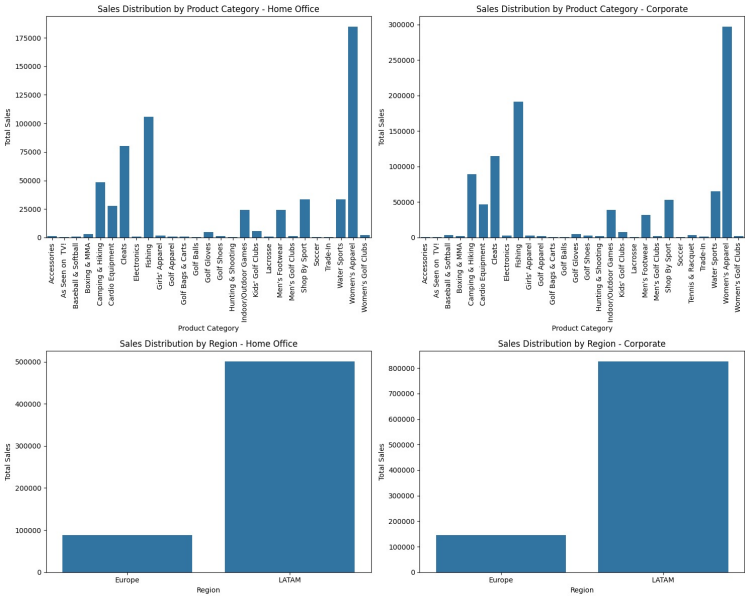 Sales Distribution by Product Category - Home Office
Total Sales
175000
150000
125000
100000
75000
50000
25000
0
Accessories
As Seen on  TV!
Baseball & Softball
Boxing & MMA
Camping & Hiking
Cardio Equipment
Cleats
Electronics
Fishing
Girls' Apparel
Golf Apparel
Golf Bags & Carts
Golf Balls
Golf Gloves
Golf Shoes
Hunting & Shooting
Indoor/Outdoor Games
Kids' Golf Clubs
Lacrosse
Men's Footwear
Men's Golf Clubs
Shop By Sport
Soccer
Trade-In
Water Sports
Women's Apparel
Women's Golf Clubs
Product Category
Sales Distribution by Product Category - Corporate
Total Sales
300000
250000
200000
150000
100000
50000
0
Accessories
As Seen on  TV!
Baseball & Softball
Boxing & MMA
Camping & Hiking
Cardio Equipment
Cleats
Electronics
Fishing
Girls' Apparel
Golf Apparel
Golf Bags & Carts
Golf Balls
Golf Gloves
Golf Shoes
Hunting & Shooting
Indoor/Outdoor Games
Kids' Golf Clubs
Lacrosse
Men's Footwear
Men's Golf Clubs
Shop By Sport
Soccer
Tennis & Racquet
Trade-In
Water Sports
Women's Apparel
Women's Golf Clubs
Product Category
Sales Distribution by Region - Home Office
Total Sales
500000
400000
300000
200000
100000
0
Europe
LATAM
Region
Sales Distribution by Region - Corporate
Total Sales
800000
700000
600000
500000
400000
300000
200000
100000
0
Europe
LATAM
Region